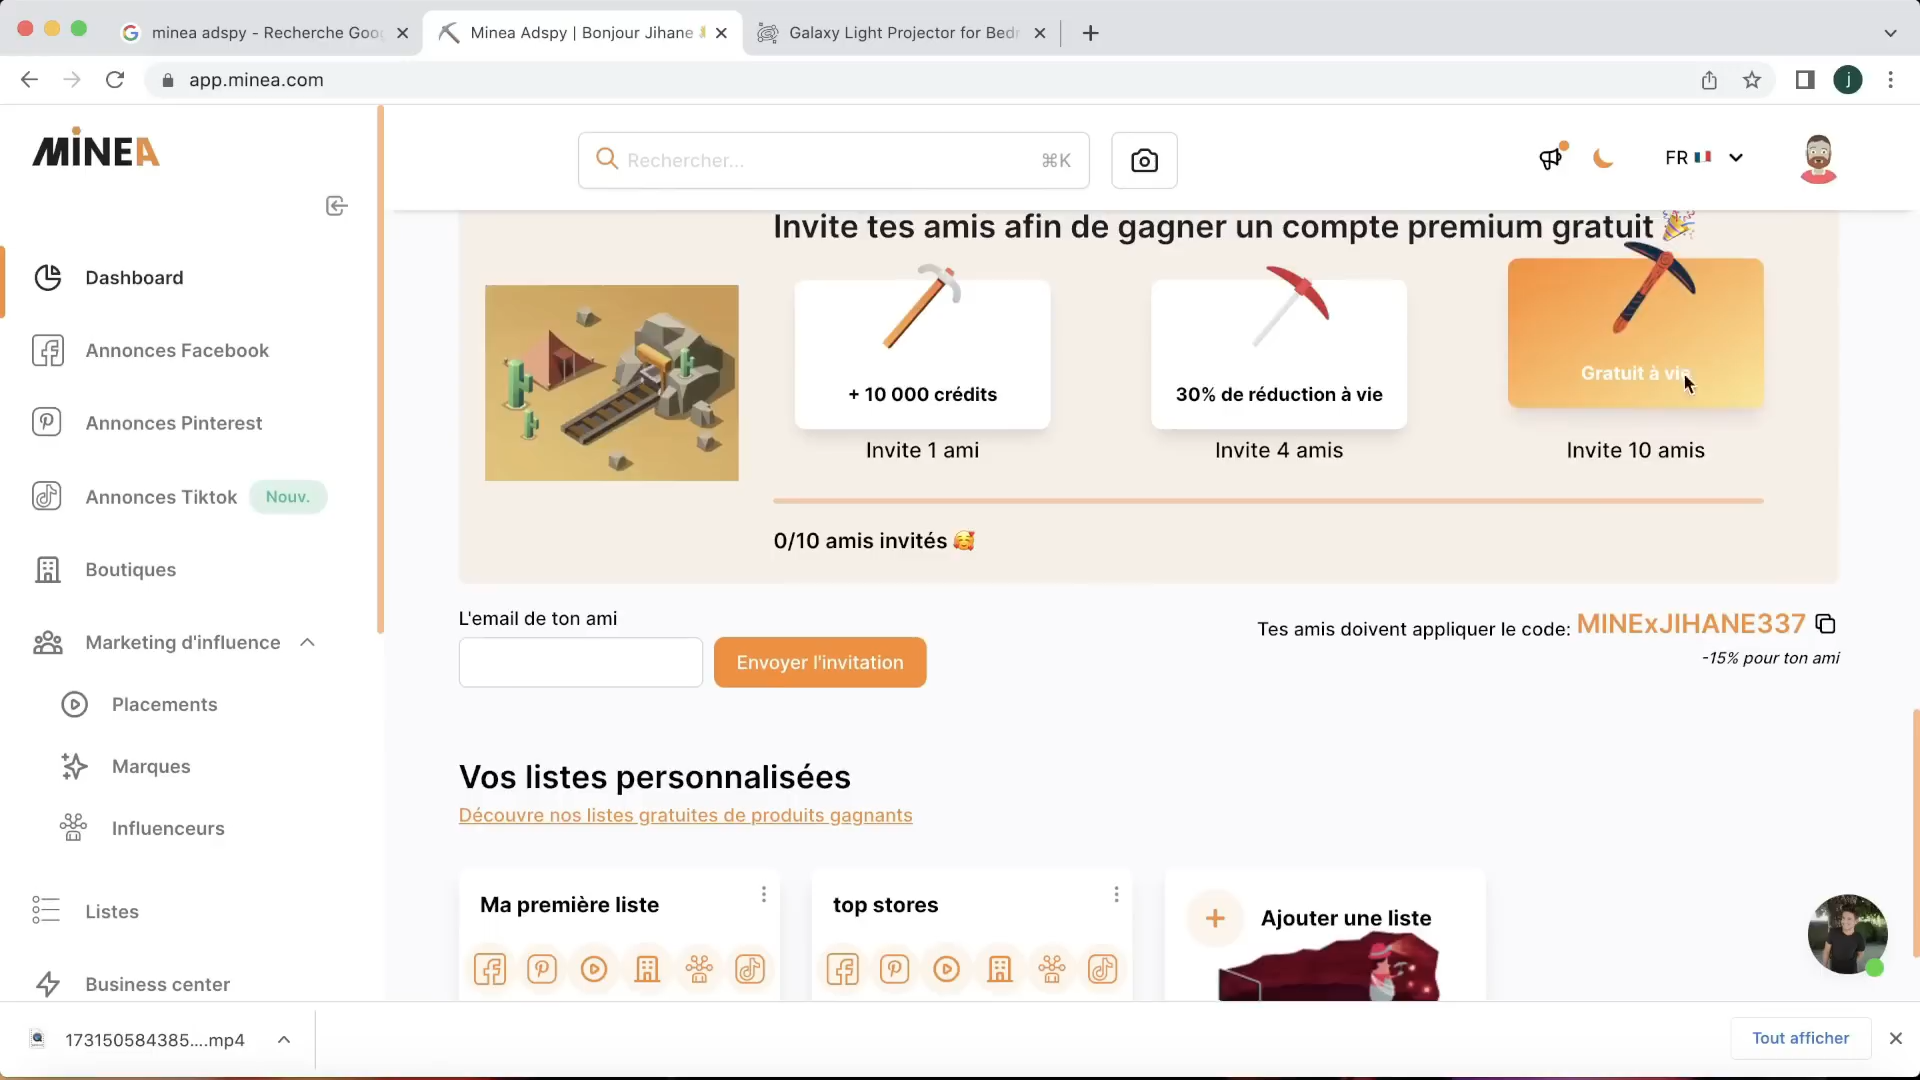 minea adspy - Recherche Goo
Minea Adspy | Bonjour Jihane
Galaxy Light Projector for Bedr
app.minea.com
j
MINEA
Rechercher...
⌘K
FR
Dashboard
Annonces Facebook
Annonces Pinterest
Annonces Tiktok
Nouv.
Boutiques
Marketing d'influence
Placements
Marques
Influenceurs
Listes
Business center
Invite tes amis afin de gagner un compte premium gratuit 🎉
+ 10 000 crédits
Invite 1 ami
30% de réduction à vie
Invite 4 amis
Gratuit à vie
Invite 10 amis
0/10 amis invités 🥰
L'email de ton ami
Envoyer l'invitation
Tes amis doivent appliquer le code: MINExJIHANE337
-15% pour ton ami
Vos listes personnalisées
Découvre nos listes gratuites de produits gagnants
Ma première liste
top stores
Ajouter une liste
173150584385....mp4
Tout afficher